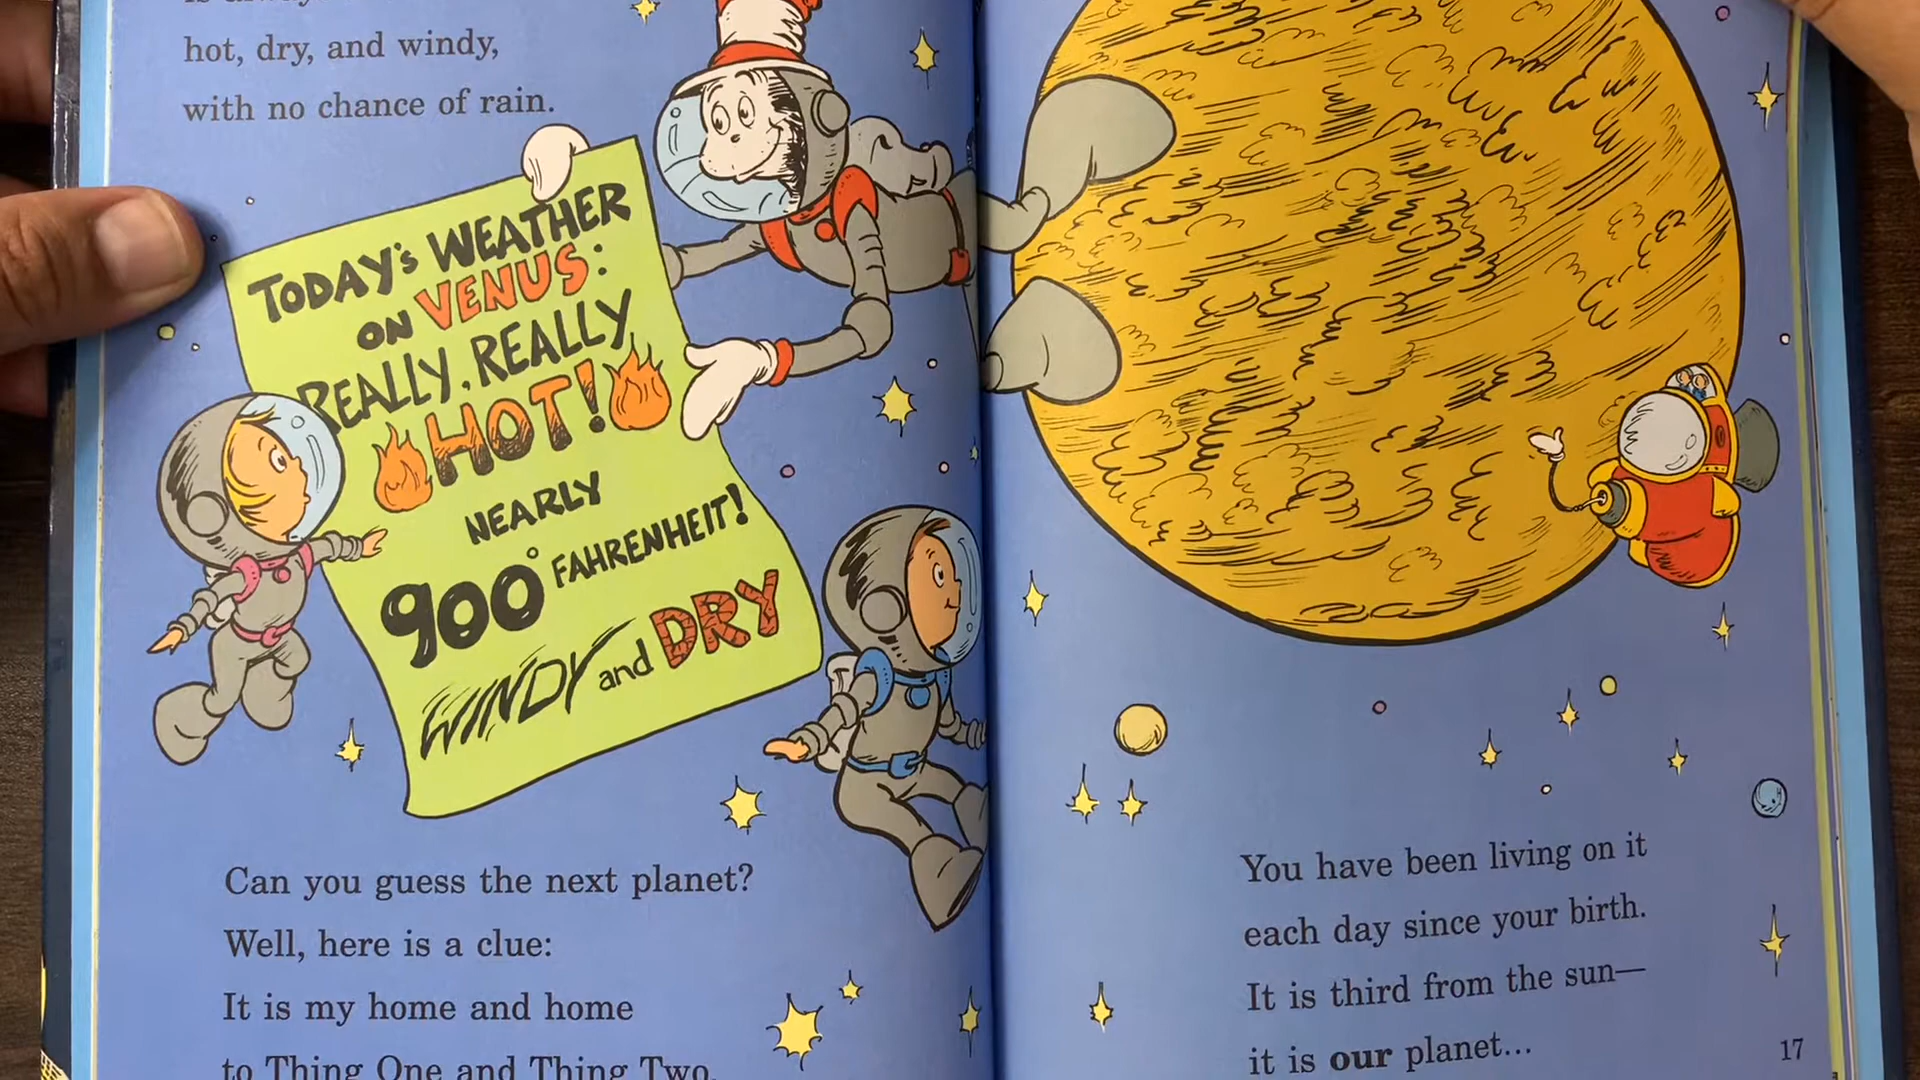 hot, dry, and windy,
with no chance of rain.
TODAY'S WEATHER
ON VENUS:
REALLY, REALLY
HOT!
NEARLY
900° FAHRENHEIT!
WINDY and DRY
Can you guess the next planet?
Well, here is a clue:
It is my home and home
to Thing One and Thing Two.
You have been living on it
each day since your birth.
It is third from the sun—
it is our planet...
17